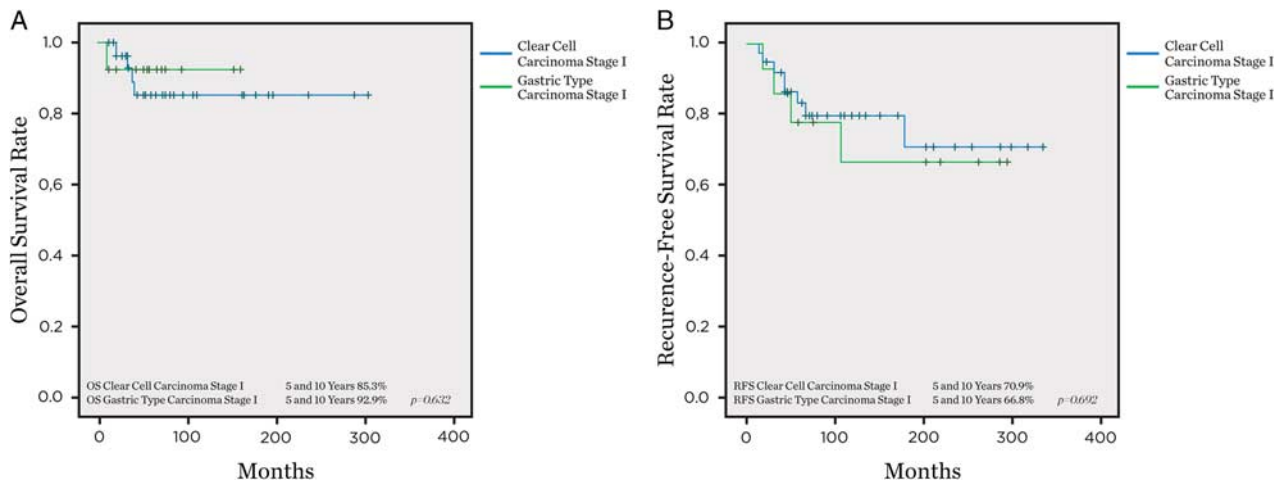 A
1.0
0.8
0,6
0.4
0.2
0.0
Overall Survival Rate
0
100
200
300
400
Months
Clear Cell
Carcinoma Stage I
Gastric Type
Carcinoma Stage I
OS Clear Cell Carcinoma Stage I 5 and 10 Years 85.3%
OS Gastric Type Carcinoma Stage I 5 and 10 Years 92.9% p=0.632
B
1.0
0.8
0,6
0.4
0.2
0.0
Recurence-Free Survival Rate
0
100
200
300
400
Months
Clear Cell
Carcinoma Stage I
Gastric Type
Carcinoma Stage I
RFS Clear Cell Carcinoma Stage I 5 and 10 Years 70.9%
RFS Gastric Type Carcinoma Stage I 5 and 10 Years 66.8% p=0.692